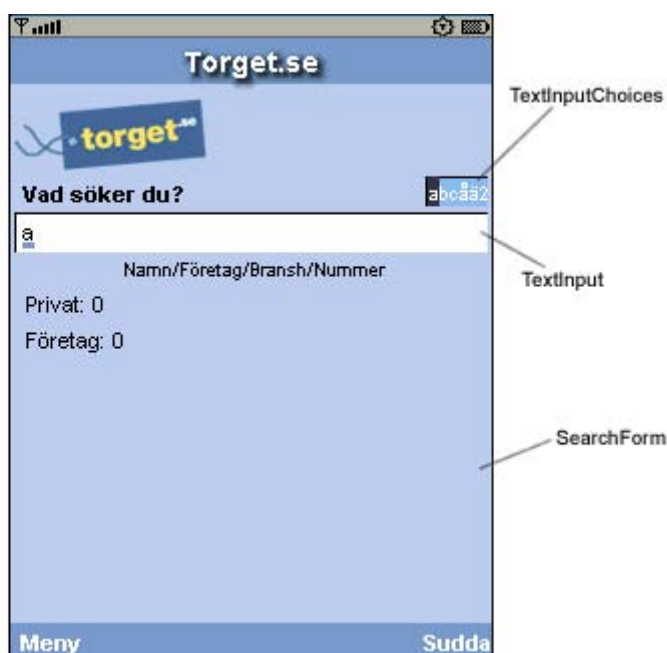 Torget.se
torget.se
TextInputChoices
Vad söker du?
abcåä2
a
Namn/Företag/Bransh/Nummer
TextInput
Privat: 0
Företag: 0
SearchForm
Meny
Sudda